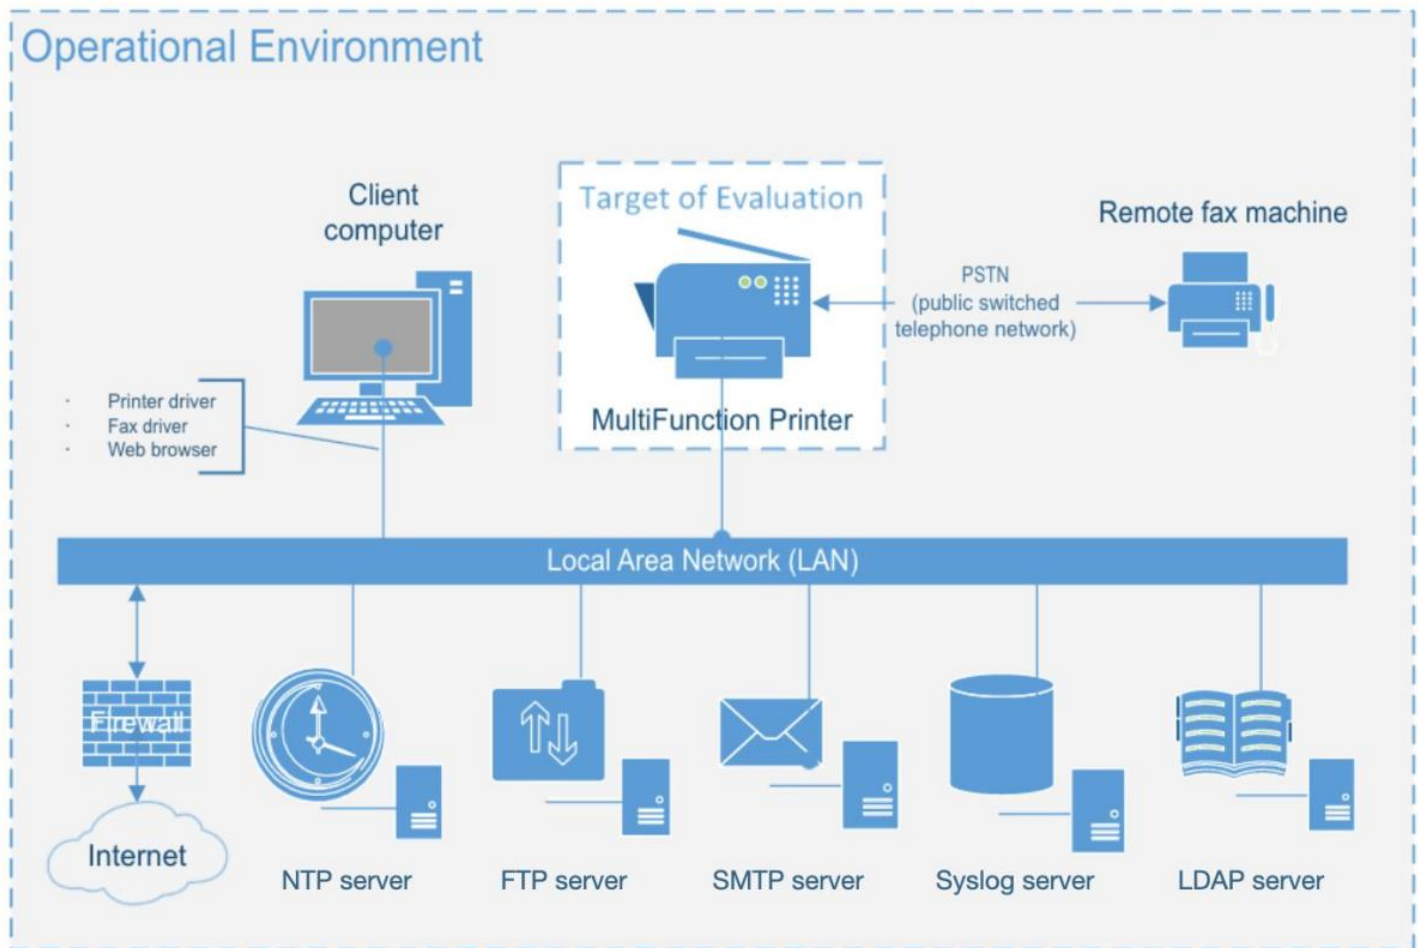 Operational Environment
Client
computer
Target of Evaluation
MultiFunction Printer
Remote fax machine
PSTN
(public switched
telephone network)
· Printer driver
· Fax driver
· Web browser
Local Area Network (LAN)
Firewall
Internet
NTP server
FTP server
SMTP server
Syslog server
LDAP server